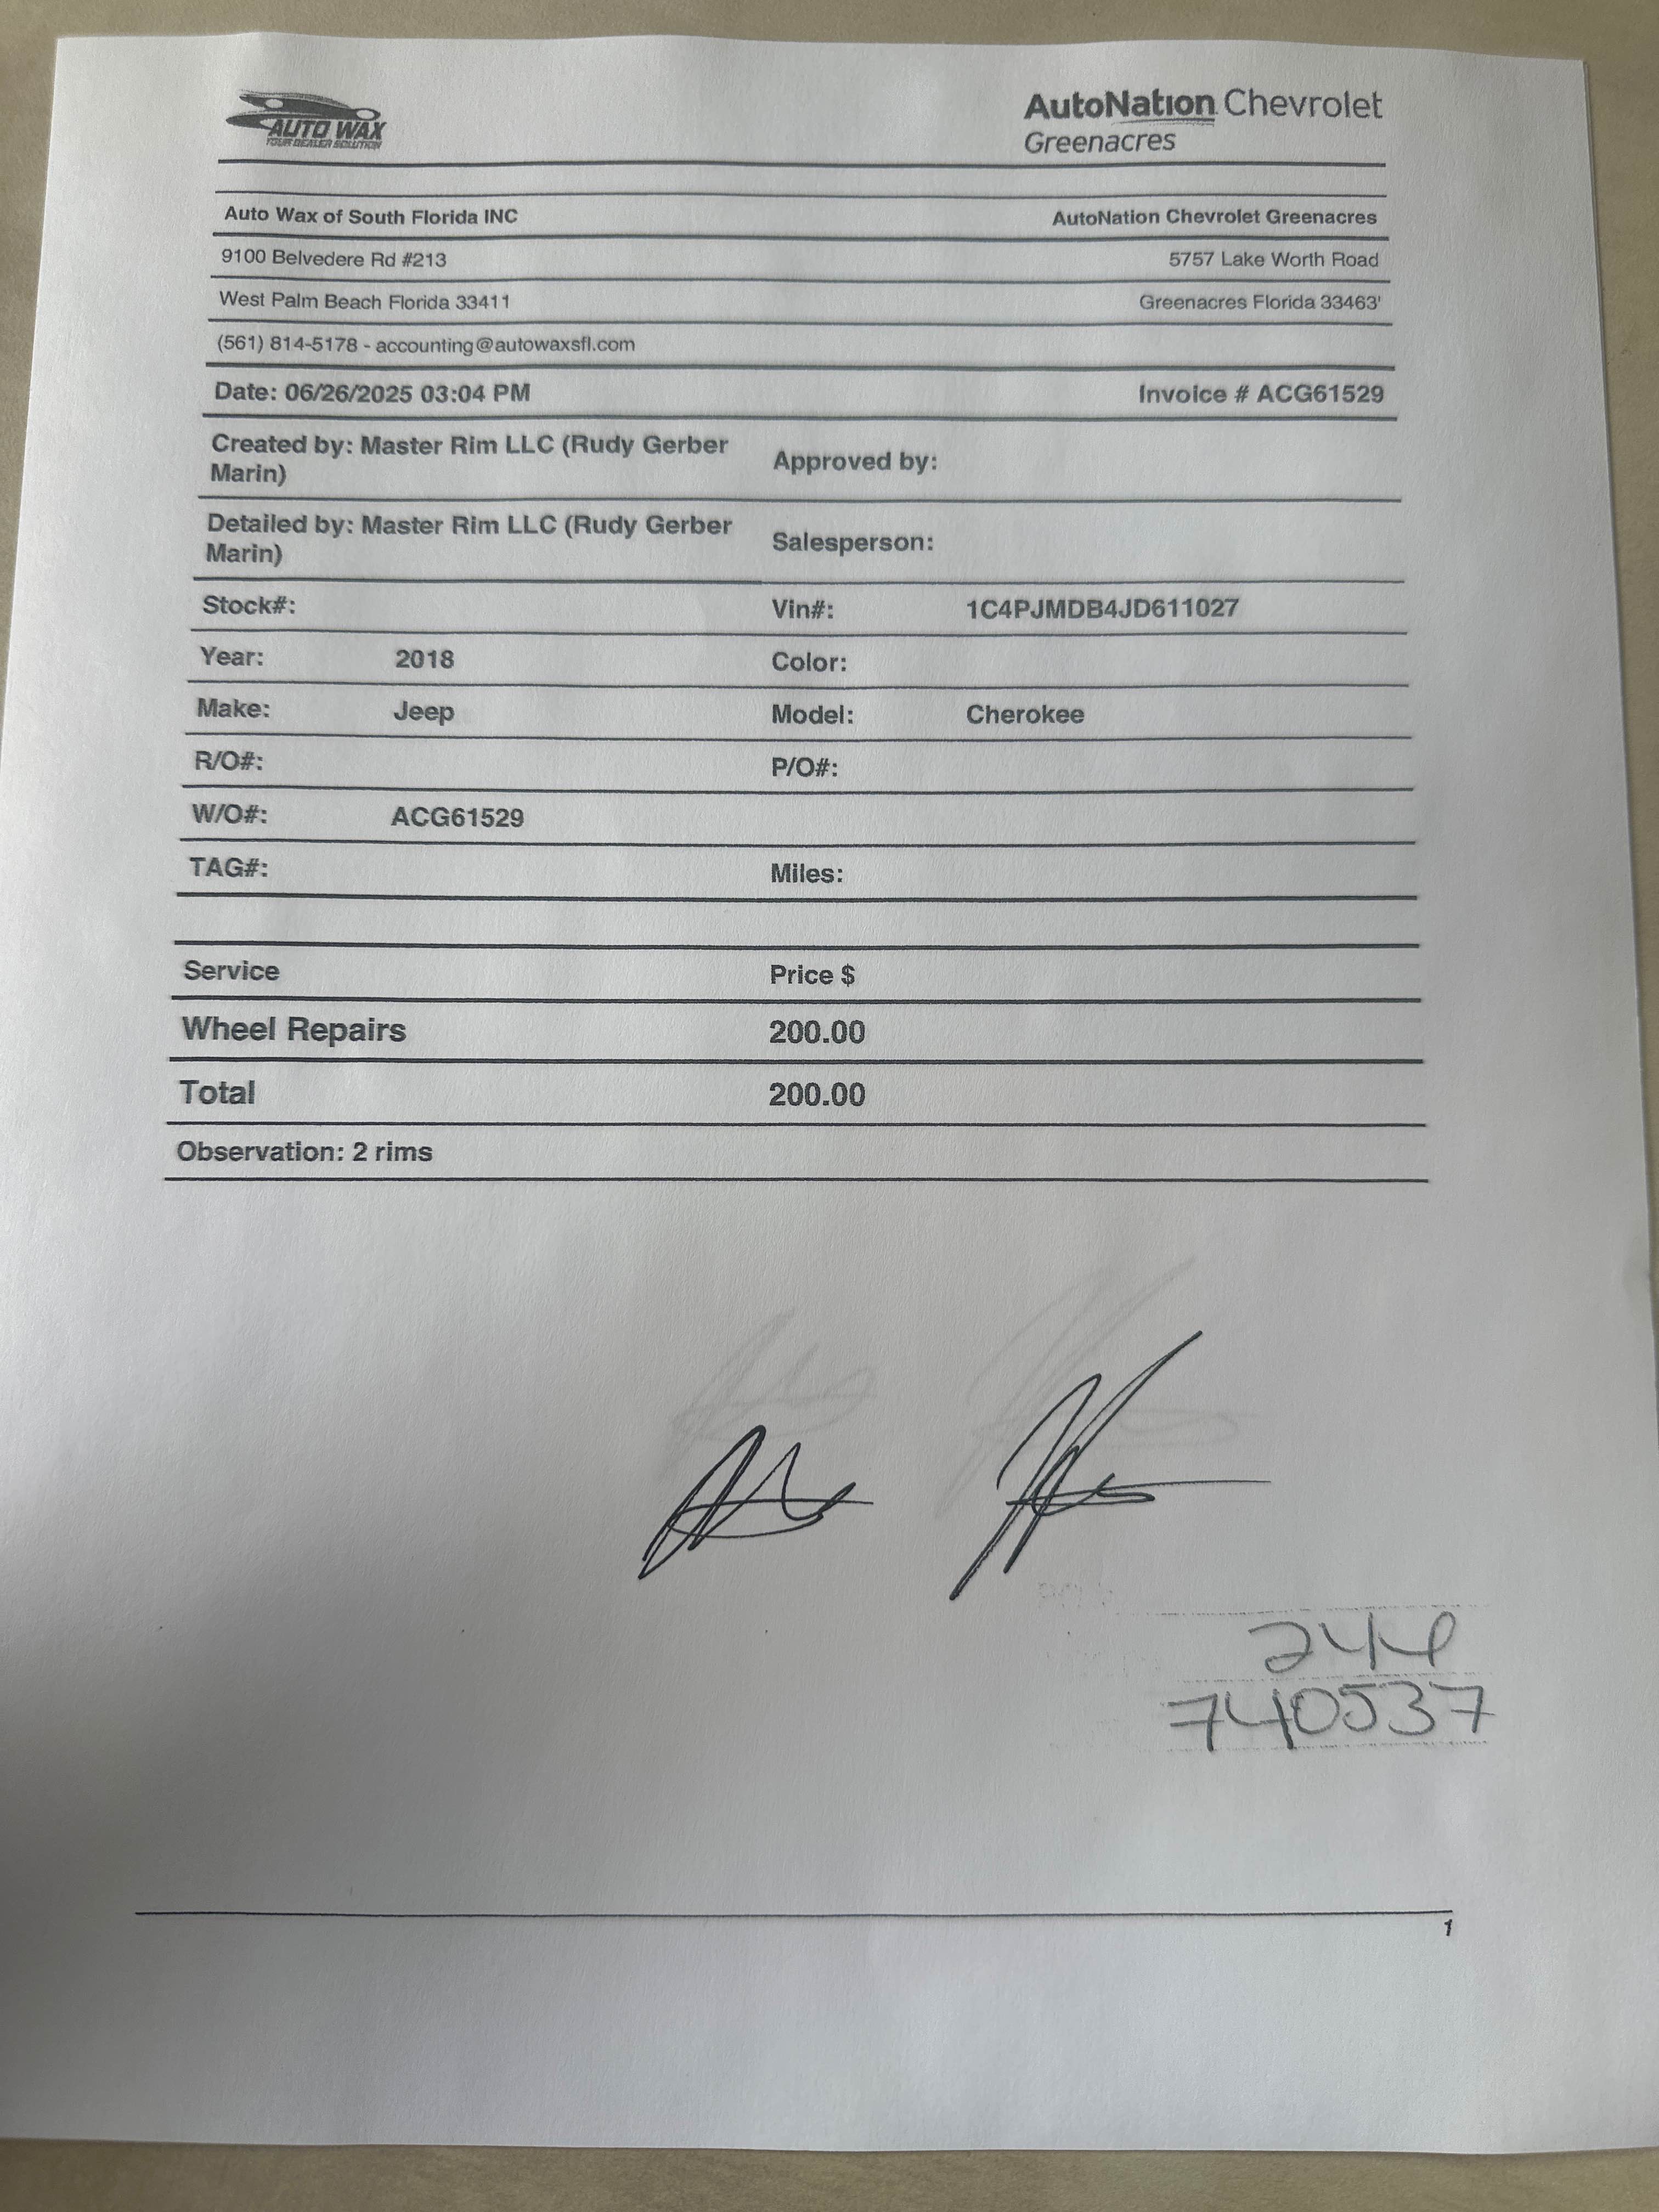 AUTO WAX
YOUR DEALER SOLUTION
AutoNation Chevrolet
Greenacres
Auto Wax of South Florida INC AutoNation Chevrolet Greenacres
9100 Belvedere Rd #213 5757 Lake Worth Road
West Palm Beach Florida 33411 Greenacres Florida 33463'
(561) 814-5178 - accounting@autowaxsfl.com
Date: 06/26/2025 03:04 PM Invoice # ACG61529
Created by: Master Rim LLC (Rudy Gerber
Marin) Approved by:
Detailed by: Master Rim LLC (Rudy Gerber
Marin) Salesperson:
Stock#: Vin#: 1C4PJMDB4JD611027
Year: 2018 Color:
Make: Jeep Model: Cherokee
R/O#: P/O#:
W/O#: ACG61529
TAG#: Miles:
Service Price $
Wheel Repairs 200.00
Total 200.00
Observation: 2 rims
740537
1